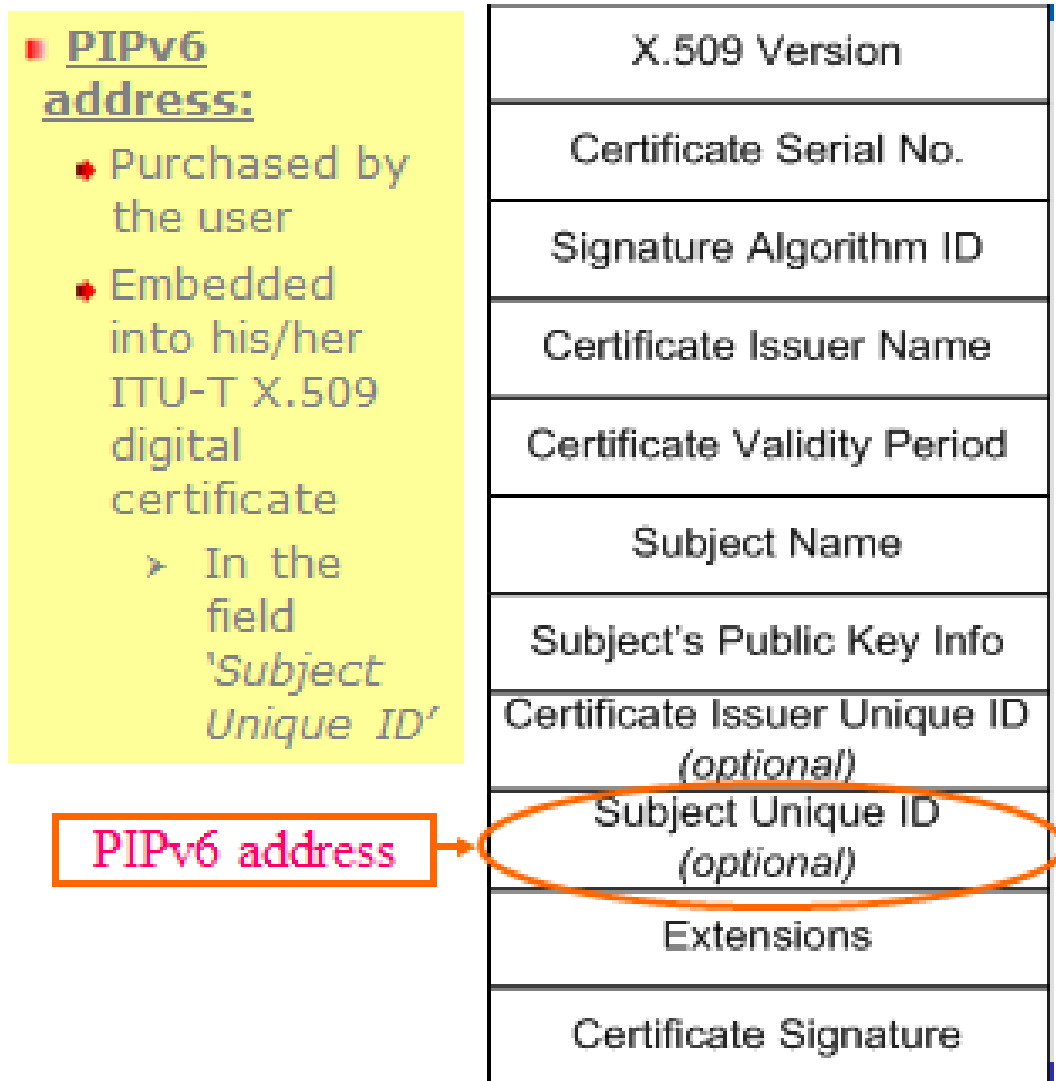 PIPv6
address:
Purchased by
the user
Embedded
into his/her
ITU-T X.509
digital
certificate
In the
field
‘Subject
Unique ID’
PIPv6 address
X.509 Version
Certificate Serial No.
Signature Algorithm ID
Certificate Issuer Name
Certificate Validity Period
Subject Name
Subject's Public Key Info
Certificate Issuer Unique ID
(optional)
Subject Unique ID
(optional)
Extensions
Certificate Signature